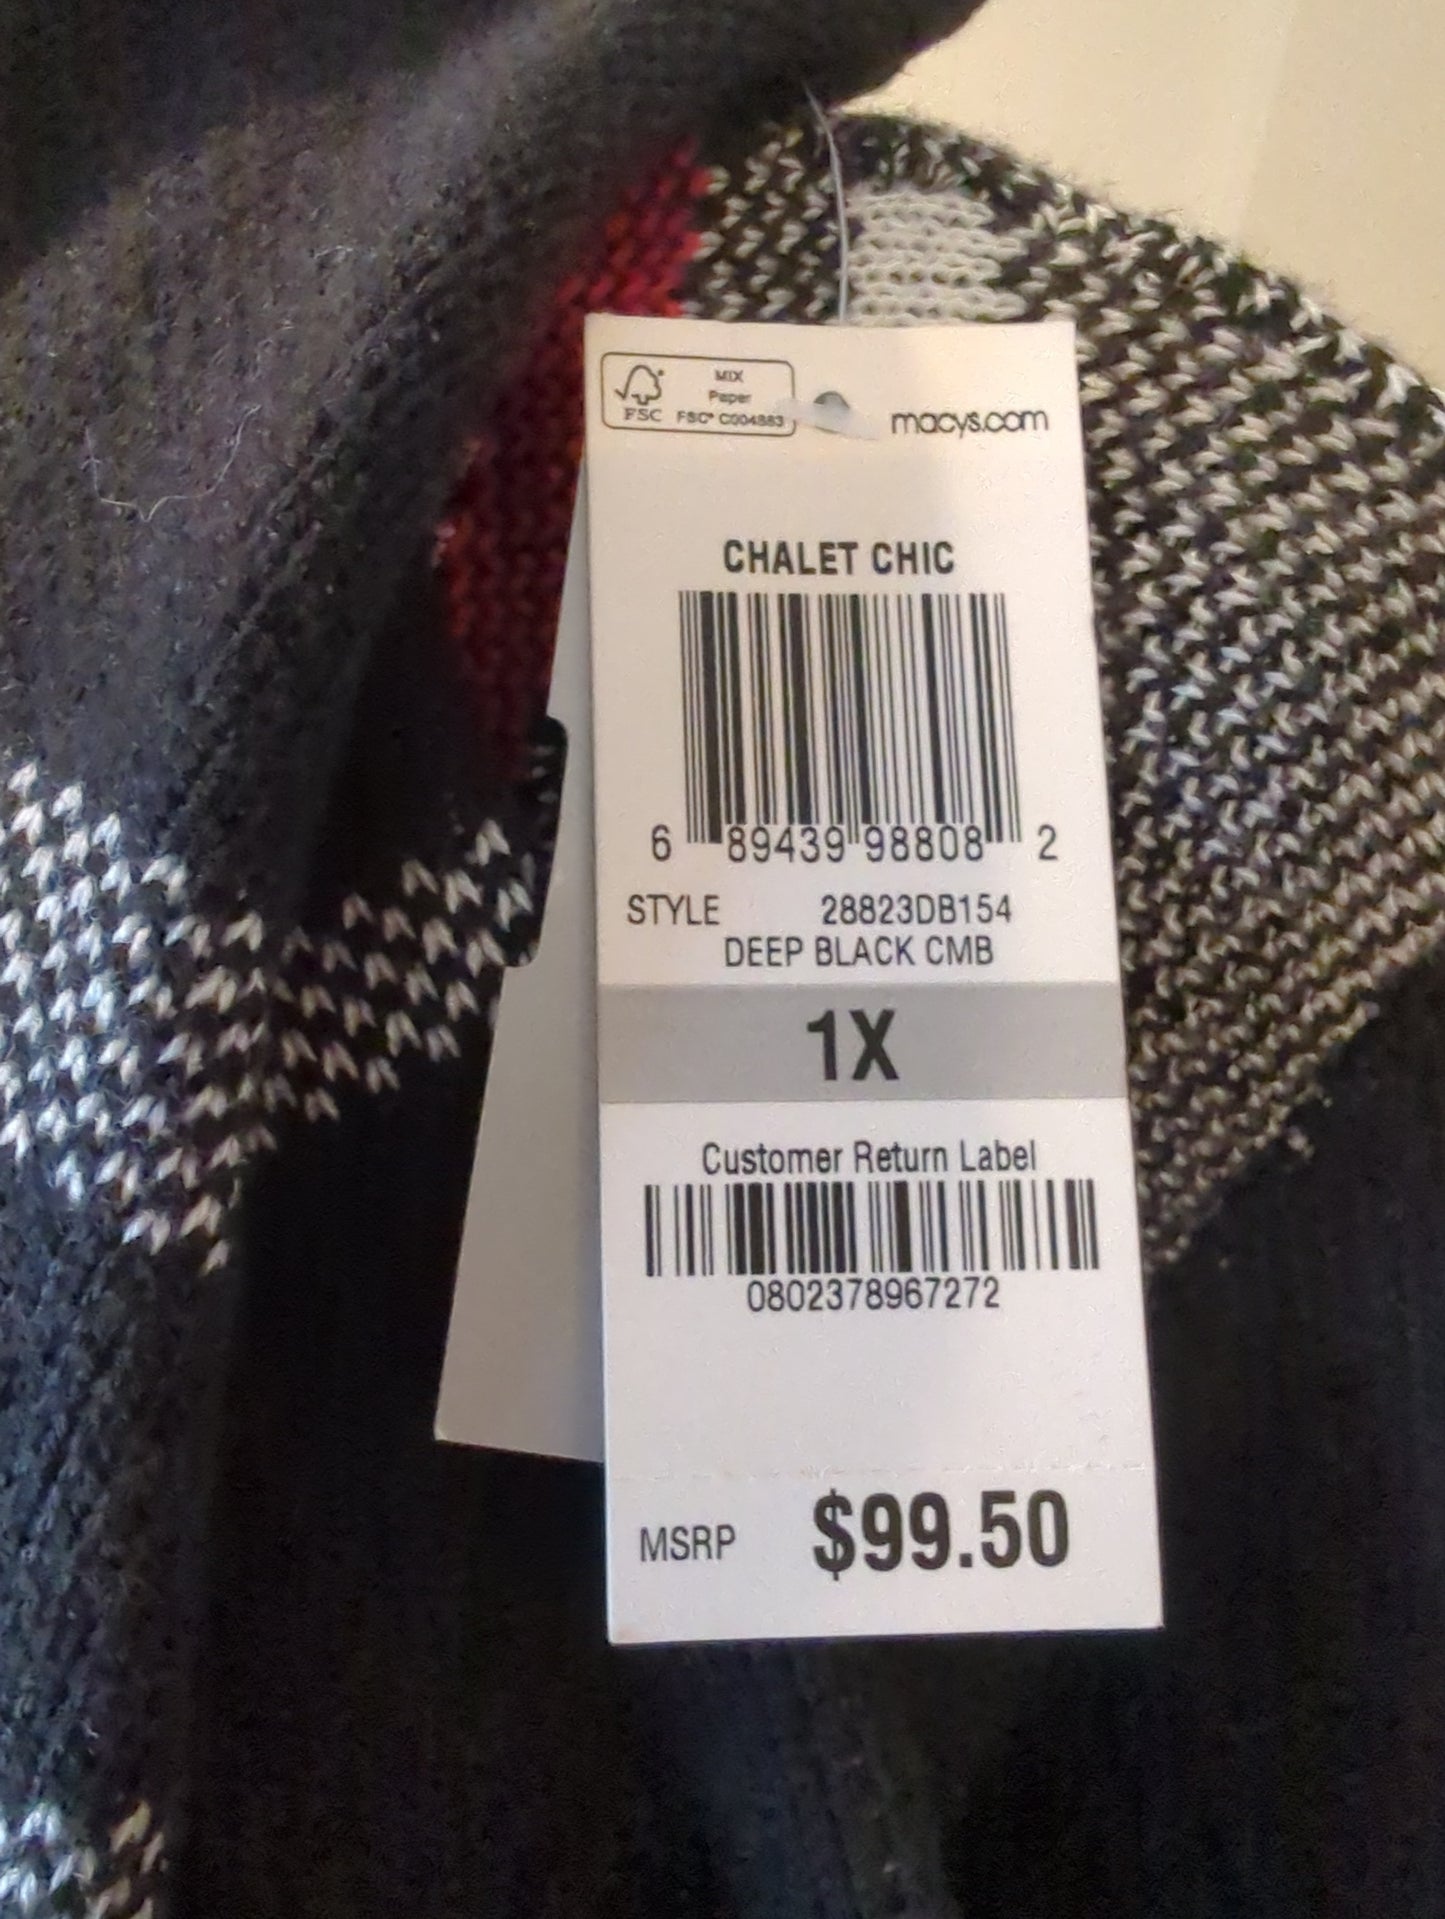 MIX
Paper
FSC FSC® C004883
macys.com
CHALET CHIC
6 89439 98808 2
STYLE 28823DB154
DEEP BLACK CMB
1X
Customer Return Label
0802378967272
MSRP $99.50